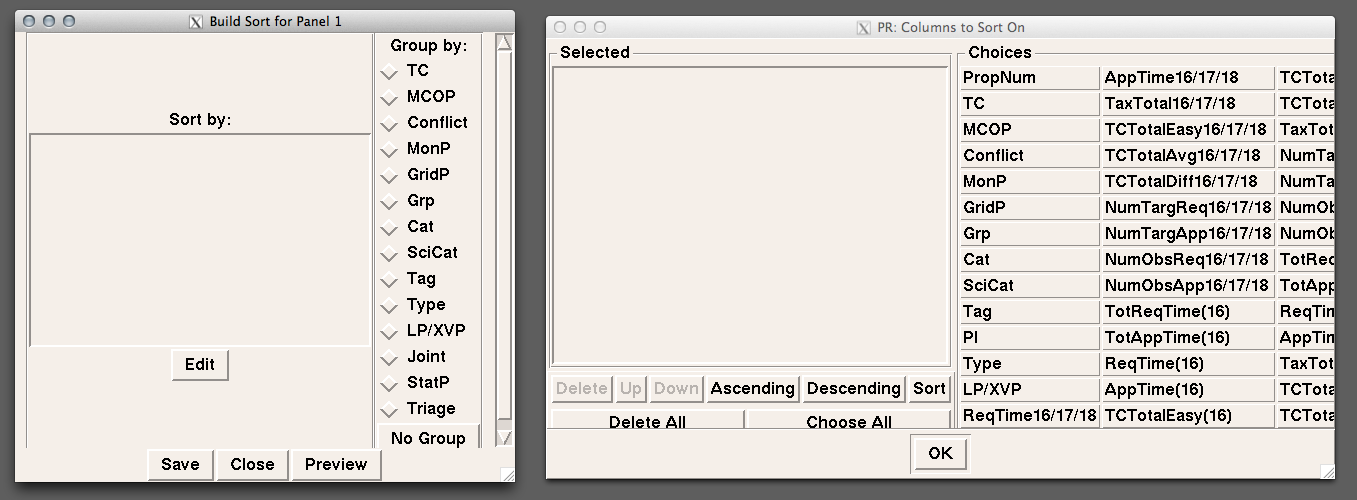 Build Sort for Panel 1
Group by:
TC
MCOP
Conflict
MonP
GridP
Grp
Cat
SciCat
Tag
Type
LP/XVP
Joint
StatP
Triage
No Group
Sort by:
Edit
Save Close Preview
PR: Columns to Sort On
Selected
Delete Up Down Ascending Descending Sort
Delete All Choose All
Choices
PropNum AppTime16/17/18 TCTota
TC TaxTotal16/17/18 TCTota
MCOP TCTotalEasy16/17/18 TaxTot
Conflict TCTotalAvg16/17/18 NumTa
MonP TCTotalDiff16/17/18 NumTa
GridP NumTargReq16/17/18 NumOb
Grp NumTargApp16/17/18 NumOb
Cat NumObsReq16/17/18 TotReq
SciCat NumObsApp16/17/18 TotApp
Tag TotReqTime(16) ReqTim
PI TotAppTime(16) AppTim
Type ReqTime(16) TaxTot
LP/XVP AppTime(16) TCTota
ReqTime16/17/18 TCTotalEasy(16) TCTota
OK